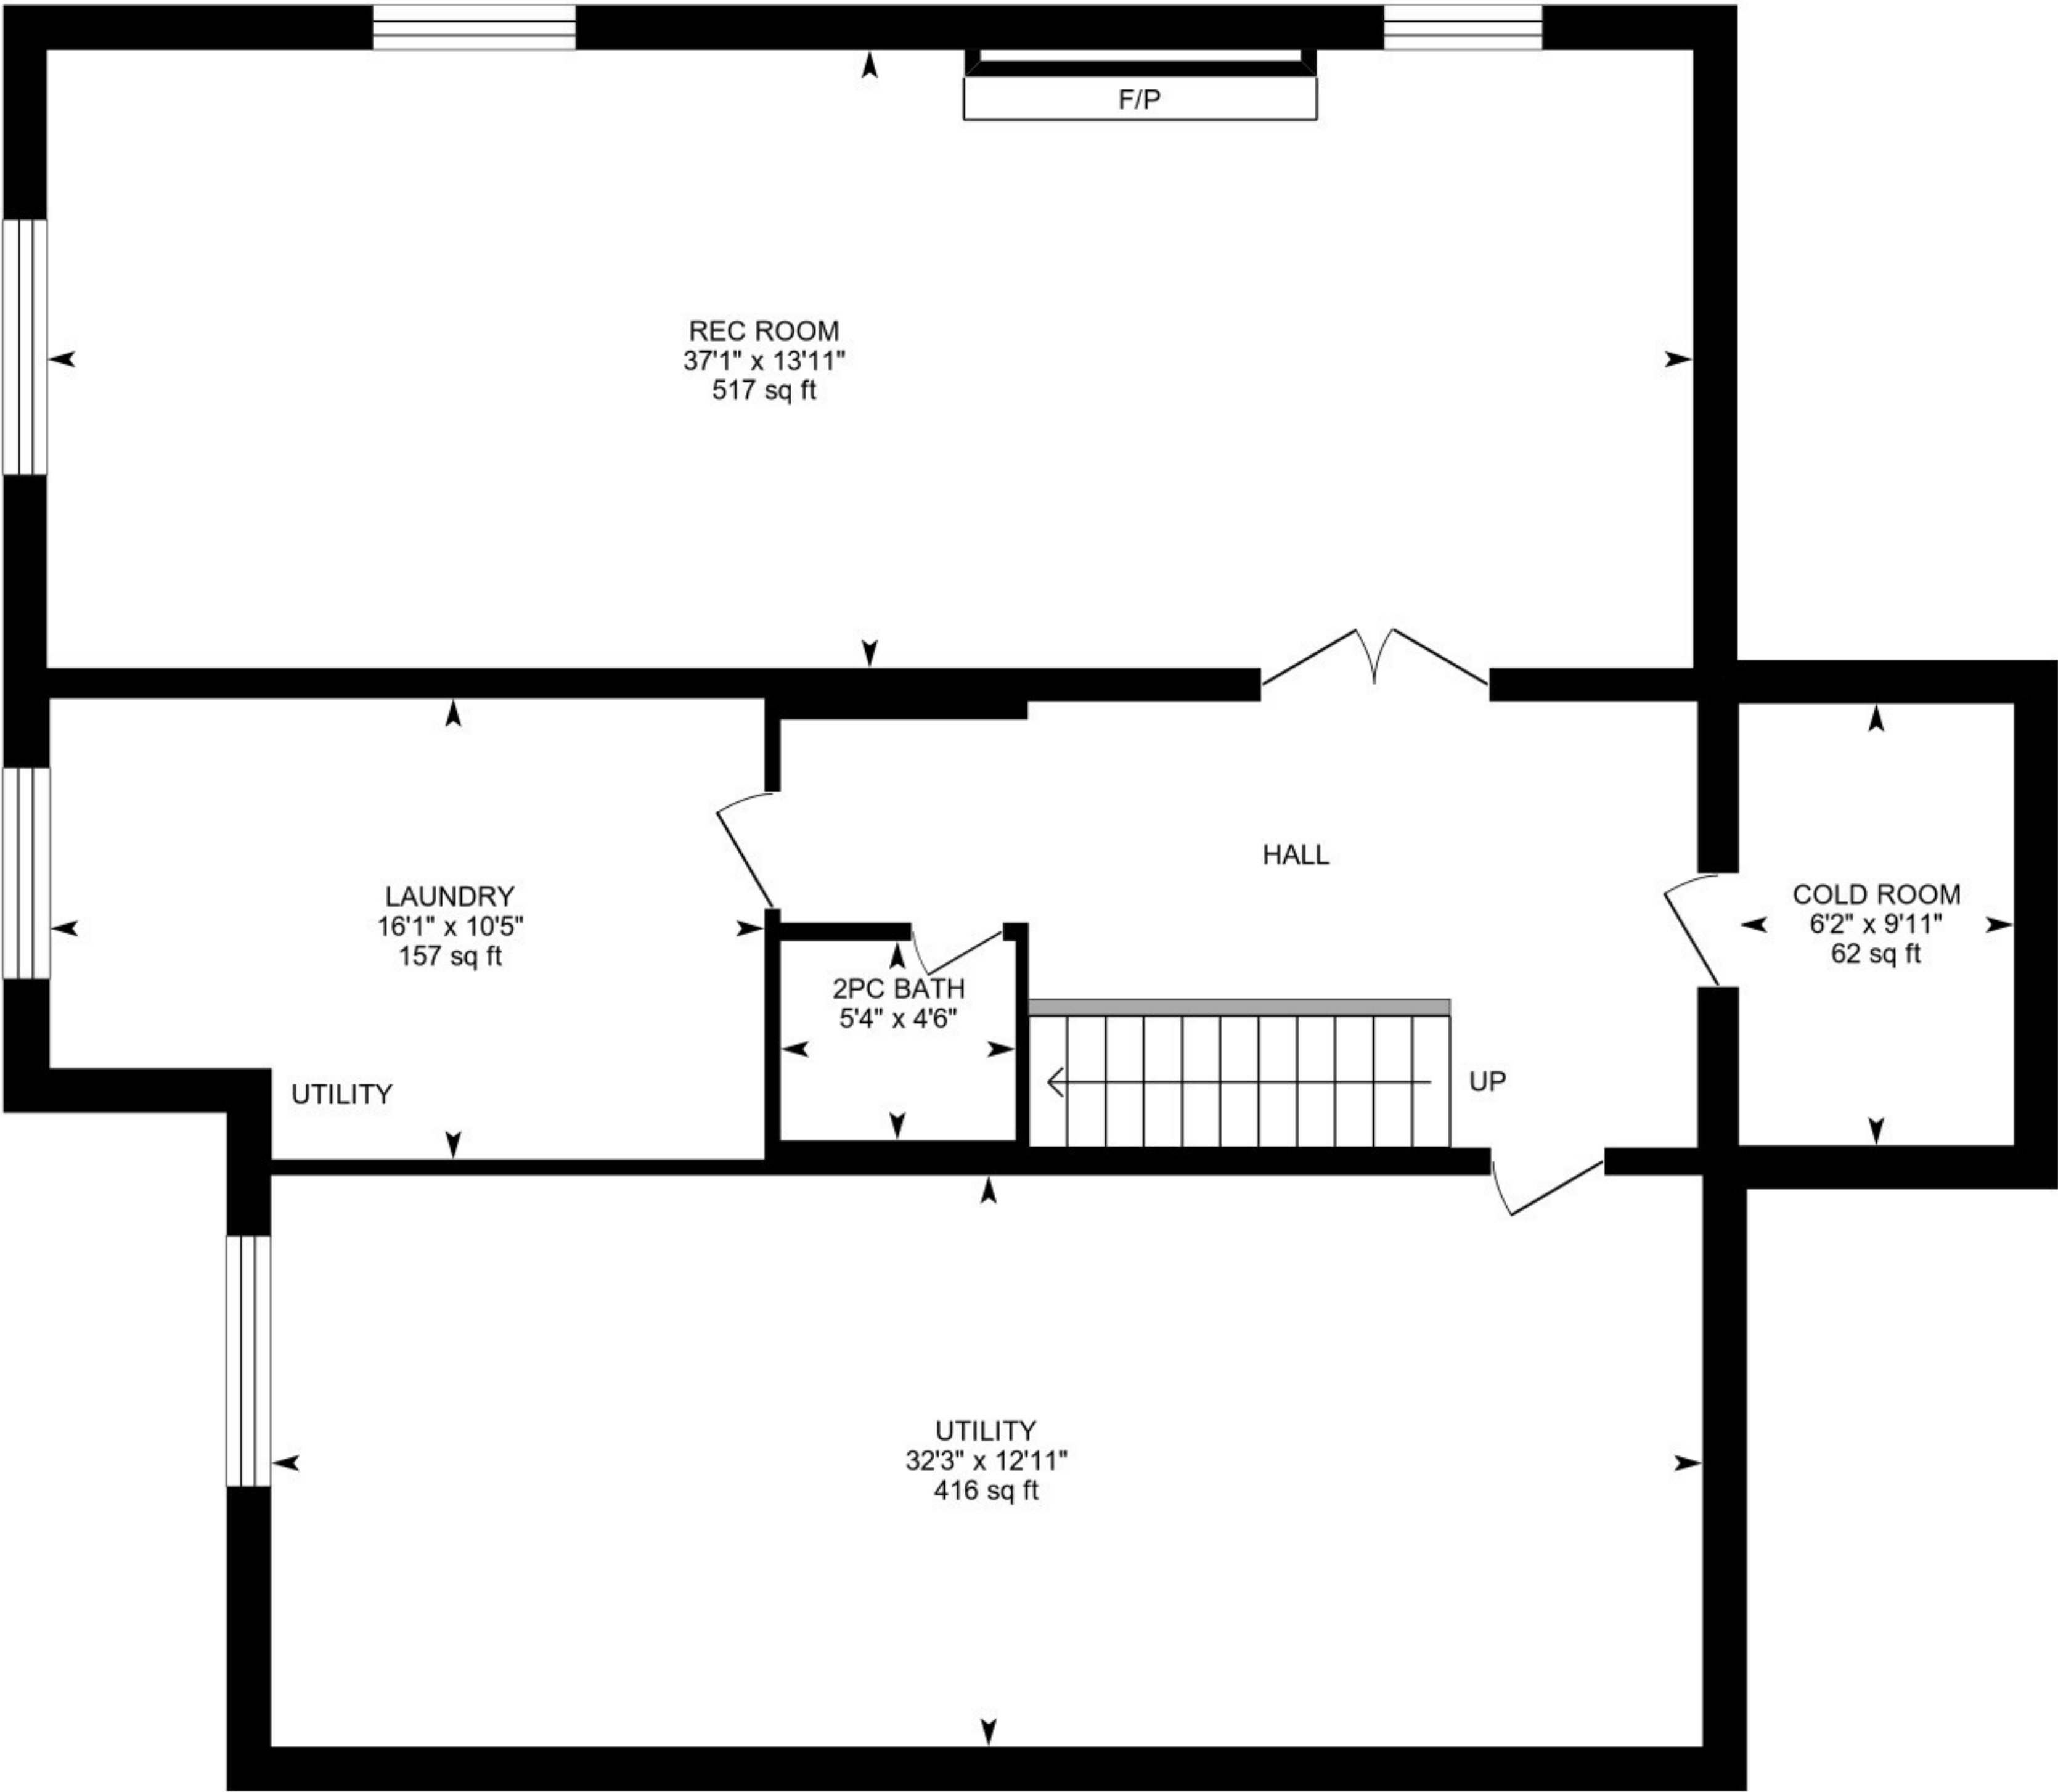 F/P
REC ROOM
37'1" x 13'11"
517 sq ft
HALL
LAUNDRY
16'1" x 10'5"
157 sq ft
COLD ROOM
6'2" x 9'11"
62 sq ft
2PC BATH
5'4" x 4'6"
UP
UTILITY
UTILITY
32'3" x 12'11"
416 sq ft